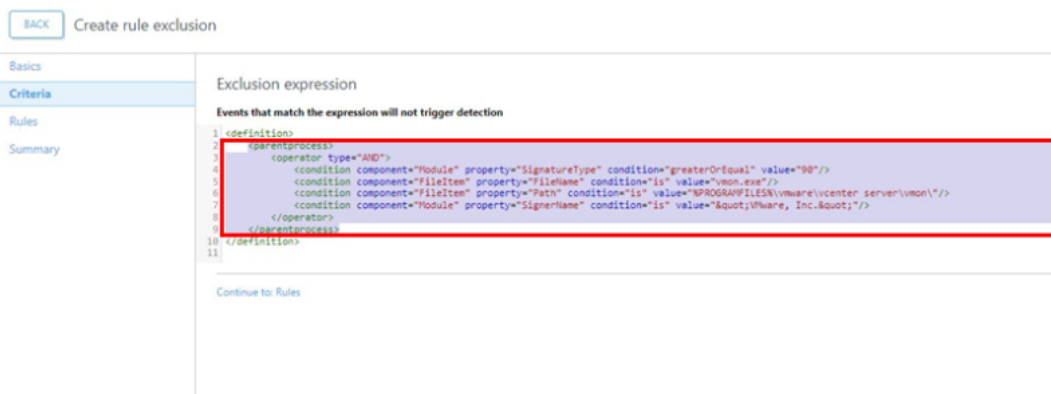 BACK Create rule exclusion
Basics
Criteria
Rules
Summary
Exclusion expression
Events that match the expression will not trigger detection
1 <definition>
2 <parentprocess>
3 <operator type="AND">
4 <condition component="Module" property="SignatureType" condition="greaterOrEqual" value="90"/>
5 <condition component="FileItem" property="FileName" condition="is" value="vmon.exe"/>
6 <condition component="FileItem" property="Path" condition="is" value="%PROGRAMFILES%\vmware\vcenter server\vmon\"/>
7 <condition component="Module" property="SignerName" condition="is" value="&quot;VMware, Inc.&quot;"/>
8 </operator>
9 </parentprocess>
10 </definition>
11
Continue to: Rules